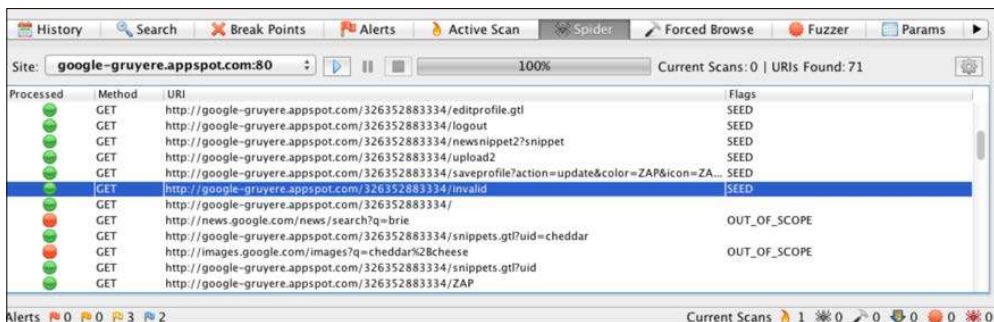 History Search Break Points Alerts Active Scan Spider Forced Browse Fuzzer Params
Site: google-gruyere.appspot.com:80 100% Current Scans: 0 | URIs Found: 71
Processed Method URI Flags
GET http://google-gruyere.appspot.com/326352883334/editprofile.gtl SEED
GET http://google-gruyere.appspot.com/326352883334/logout SEED
GET http://google-gruyere.appspot.com/326352883334/newsnippet2?snippet SEED
GET http://google-gruyere.appspot.com/326352883334/upload2 SEED
GET http://google-gruyere.appspot.com/326352883334/saveprofile?action=update&color=ZAP&icon=ZA... SEED
GET http://google-gruyere.appspot.com/326352883334/invalid SEED
GET http://google-gruyere.appspot.com/326352883334/
GET http://news.google.com/news/search?q=brie OUT_OF_SCOPE
GET http://google-gruyere.appspot.com/326352883334/snippets.gtl?uid=cheddar
GET http://images.google.com/images?q=cheddar%2Bcheese OUT_OF_SCOPE
GET http://google-gruyere.appspot.com/326352883334/snippets.gtl?uid
GET http://google-gruyere.appspot.com/326352883334/ZAP
Alerts 0 0 3 2 Current Scans 1 0 0 0 0 0